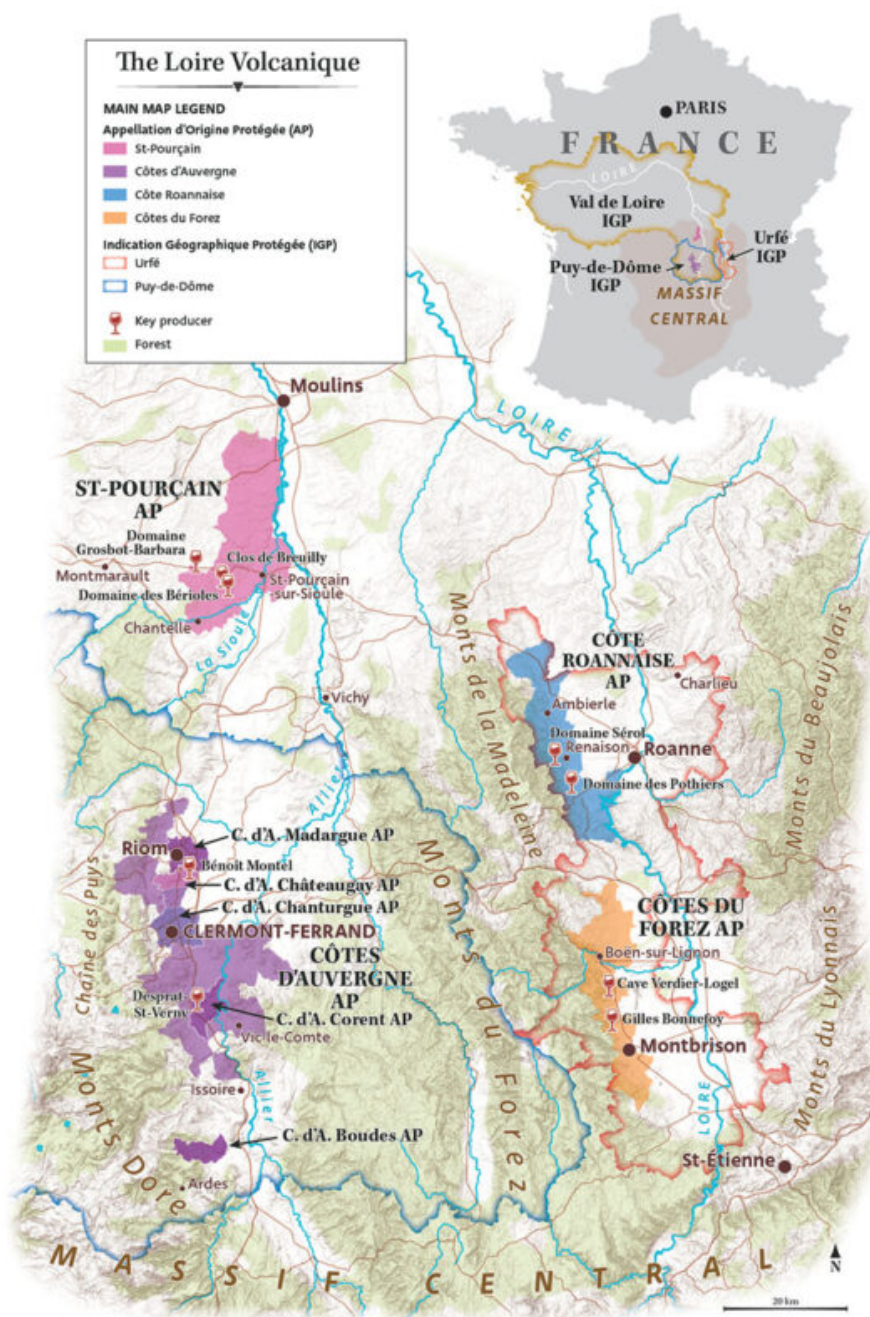 The Loire Volcanique
MAIN MAP LEGEND
Appellation d'Origine Protégée (AP)
St-Pourçain
Côtes d'Auvergne
Côte Roannaise
Côtes du Forez
Indication Géographique Protégée (IGP)
Urfé
Puy-de-Dôme
Key producer
Forest
PARIS
FRANCE
LOIRE
Val de Loire
IGP
Urfé
IGP
Puy-de-Dôme
IGP
MASSIF
CENTRAL
Moulins
LOIRE
ST-POURÇAIN
AP
Domaine
Grosbot-Barbara
Clos de Breuilly
Montmarault
St-Pourçain
sur-Sioule
Domaine des Bérioles
Chantelle
La Sioule
Vichy
Allier
Monts de la Madeleine
CÔTE
ROANNAISE
AP
Charlieu
Ambierle
Domaine Sérol
Renaison
Roanne
Domaine des Pothiers
Monts du Beaujolais
C. d'A. Madargue AP
Riom
Bénoît Montel
C. d'A. Châteaugay AP
C. d'A. Chanturgue AP
CLERMONT-FERRAND
Chaîne des Puys
CÔTES
D'AUVERGNE
AP
Desprat-
St-Verny
C. d'A. Corent AP
Vic-le-Comte
Issoire
Allier
C. d'A. Boudes AP
Ardes
Monts Dore
Monts du Forez
CÔTES DU
FOREZ AP
Boën-sur-Lignon
Cave Verdier-Logel
Gilles Bonnefoy
Montbrison
LOIRE
Monts du Lyonnais
St-Étienne
MASSIF CENTRAL
N
20 km